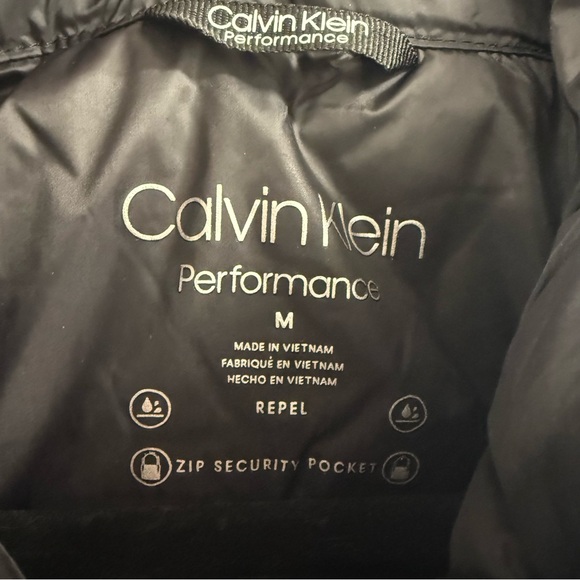 Calvin Klein
Performance
Calvin Klein
Performance
M
MADE IN VIETNAM
FABRIQUÉ EN VIETNAM
HECHO EN VIETNAM
REPEL
ZIP SECURITY POCKET